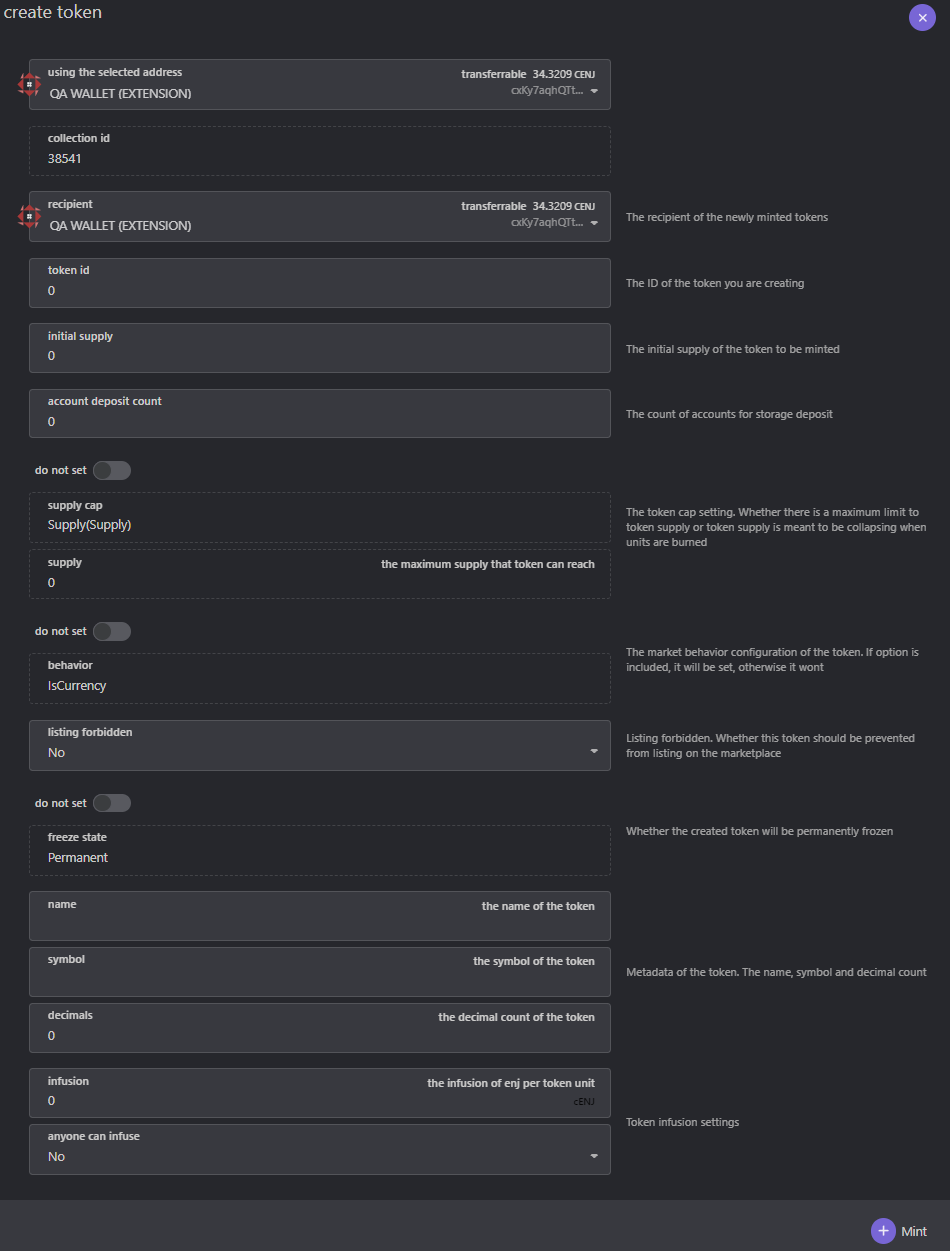 create token
using the selected address
transferrable 34.3209 CENJ
QA WALLET (EXTENSION)
cxKy7aqhQTt...
collection id
38541
recipient
transferrable 34.3209 CENJ
QA WALLET (EXTENSION)
cxKy7aqhQTt...
The recipient of the newly minted tokens
token id
0
The ID of the token you are creating
initial supply
0
The initial supply of the token to be minted
account deposit count
0
The count of accounts for storage deposit
do not set
supply cap
Supply(Supply)
The token cap setting. Whether there is a maximum limit to
token supply or token supply is meant to be collapsing when
units are burned
supply
the maximum supply that token can reach
0
do not set
behavior
IsCurrency
The market behavior configuration of the token. If option is
included, it will be set, otherwise it wont
listing forbidden
No
Listing forbidden. Whether this token should be prevented
from listing on the marketplace
do not set
freeze state
Permanent
Whether the created token will be permanently frozen
name
the name of the token
symbol
the symbol of the token
Metadata of the token. The name, symbol and decimal count
decimals
the decimal count of the token
0
infusion
the infusion of enj per token unit
0
cENJ
Token infusion settings
anyone can infuse
No
Mint